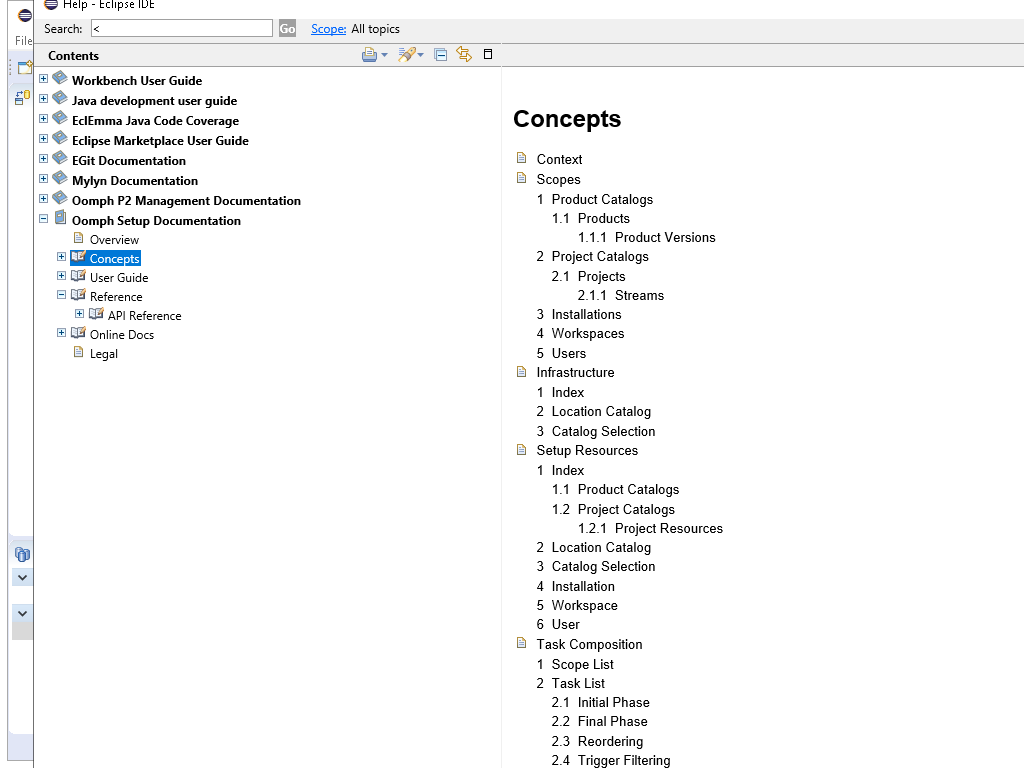 Help - Eclipse IDE
File
Search: < Go Scope: All topics
Contents
Workbench User Guide
Java development user guide
EclEmma Java Code Coverage
Eclipse Marketplace User Guide
EGit Documentation
Mylyn Documentation
Oomph P2 Management Documentation
Oomph Setup Documentation
Overview
Concepts
User Guide
Reference
API Reference
Online Docs
Legal
Concepts
Context
Scopes
1 Product Catalogs
1.1 Products
1.1.1 Product Versions
2 Project Catalogs
2.1 Projects
2.1.1 Streams
3 Installations
4 Workspaces
5 Users
Infrastructure
1 Index
2 Location Catalog
3 Catalog Selection
Setup Resources
1 Index
1.1 Product Catalogs
1.2 Project Catalogs
1.2.1 Project Resources
2 Location Catalog
3 Catalog Selection
4 Installation
5 Workspace
6 User
Task Composition
1 Scope List
2 Task List
2.1 Initial Phase
2.2 Final Phase
2.3 Reordering
2.4 Trigger Filtering